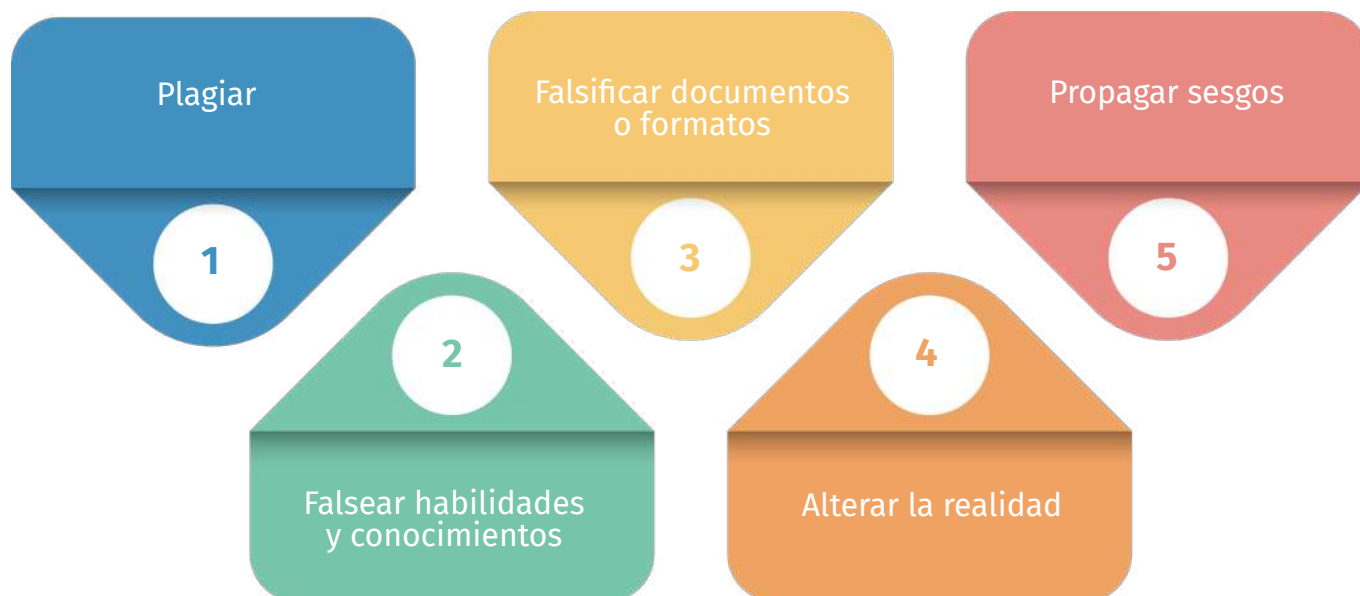 Plagiar
1
2
Falsear habilidades
y conocimientos
Falsificar documentos
o formatos
3
4
Alterar la realidad
Propagar sesgos
5